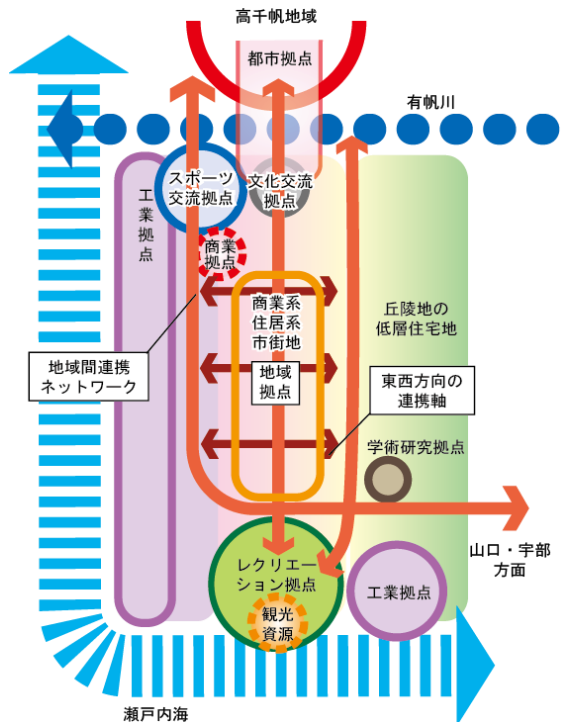 高千帆地域
都市拠点
有帆川
スポーツ
交流拠点
文化交流
拠点
工業拠点
商業
拠点
商業系
住居系
市街地
丘陵地の
低層住宅地
地域間連携
ネットワーク
地域
拠点
東西方向の
連携軸
学術研究拠点
山口・宇部
方面
レクリエー
ション拠点
工業拠点
観光
資源
瀬戸内海